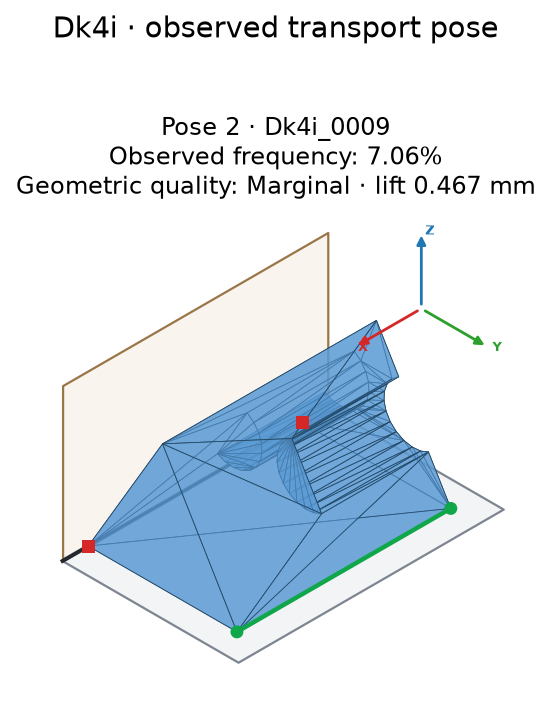 Dk4i · observed transport pose
Pose 2 · Dk4i_0009
Observed frequency: 7.06%
Geometric quality: Marginal · lift 0.467 mm
Z
X
Y